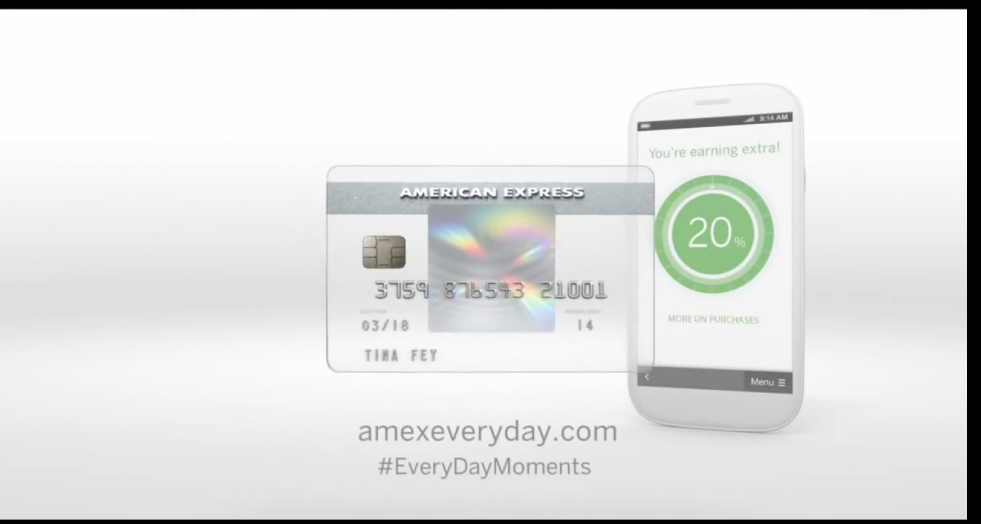 AMERICAN EXPRESS
3759 876543 21001
03/18
14
TINA FEY
9:14 AM
You're earning extra!
20%
MORE ON PURCHASES
Menu
amexeveryday.com
#EveryDayMoments